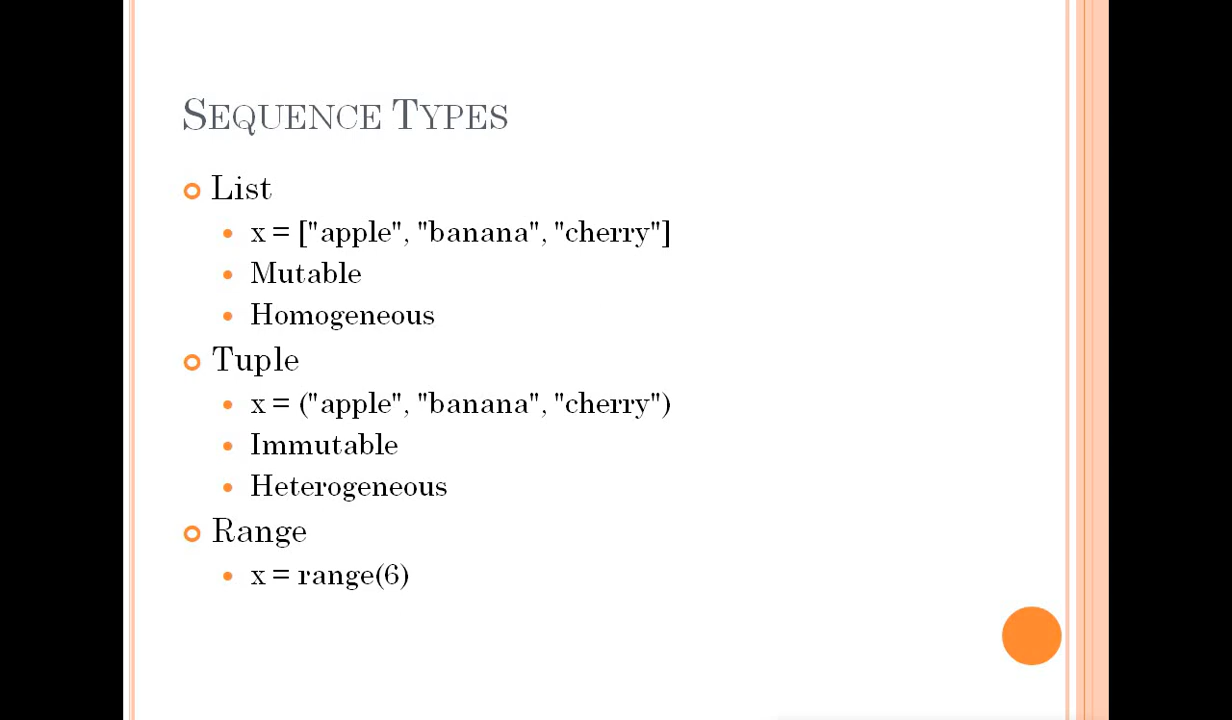 SEQUENCE TYPES
List
x = ["apple", "banana", "cherry"]
Mutable
Homogeneous
Tuple
x = ("apple", "banana", "cherry")
Immutable
Heterogeneous
Range
x = range(6)